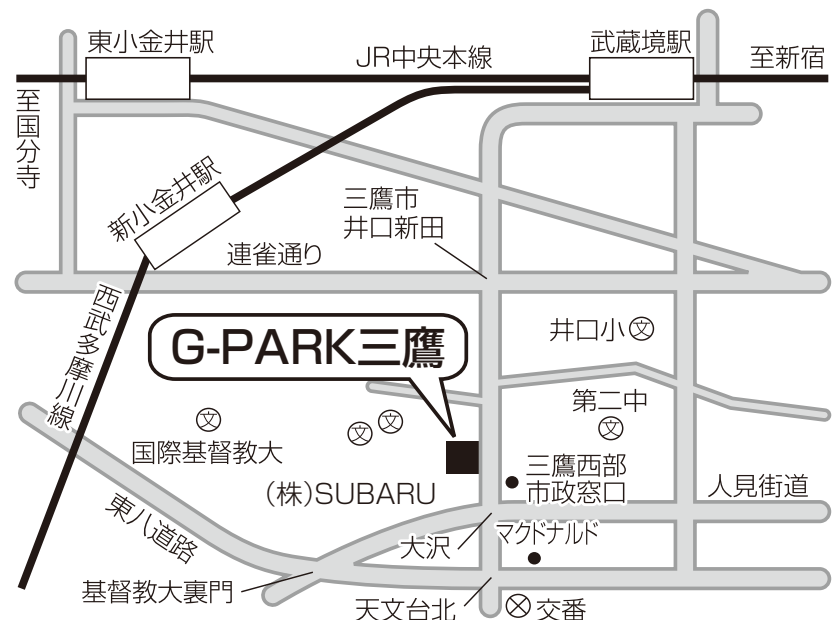 東小金井駅
JR中央本線
武蔵境駅
至新宿
至国分寺
新小金井駅
三鷹市
井口新田
連雀通り
西武多摩川線
G-PARK三鷹
井口小
文
第二中
文
文
文
文
国際基督教大
(株)SUBARU
三鷹西部
市政窓口
人見街道
東八道路
大沢
マクドナルド
基督教大裏門
天文台北
交番